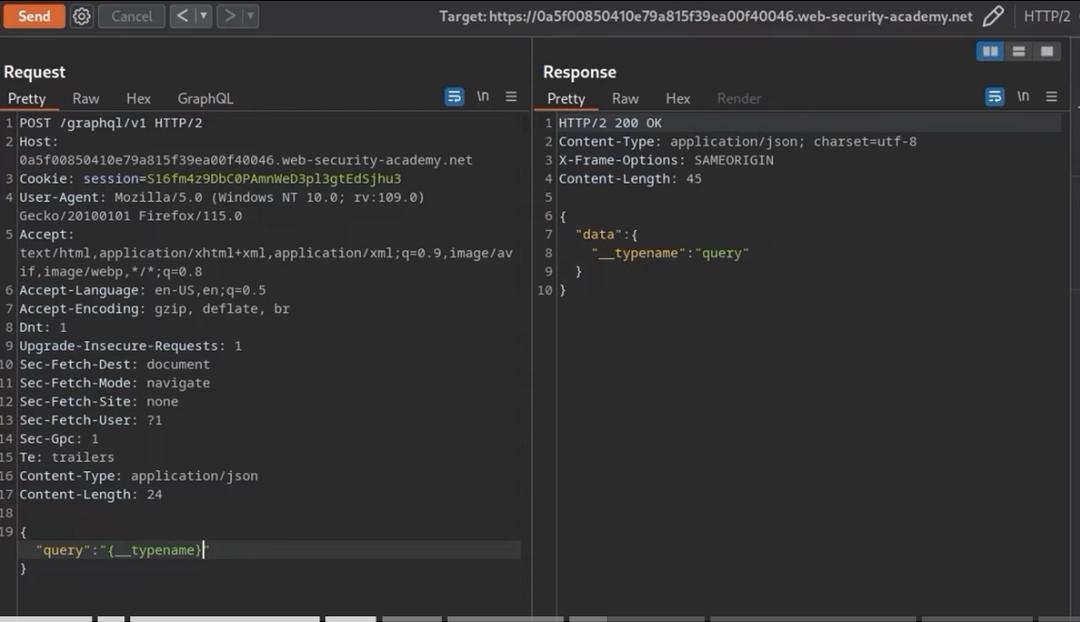 Send Cancel < > Target: https://0a5f00850410e79a815f39ea00f40046.web-security-academy.net HTTP/2
Request
Pretty Raw Hex GraphQL \n
1 POST /graphql/v1 HTTP/2
2 Host:
0a5f00850410e79a815f39ea00f40046.web-security-academy.net
3 Cookie: session=S16fm4z9DbC0PAmnWeD3pl3gtEdSjhu3
4 User-Agent: Mozilla/5.0 (Windows NT 10.0; rv:109.0)
Gecko/20100101 Firefox/115.0
5 Accept:
text/html,application/xhtml+xml,application/xml;q=0.9,image/av
if,image/webp,*/*;q=0.8
6 Accept-Language: en-US,en;q=0.5
7 Accept-Encoding: gzip, deflate, br
8 Dnt: 1
9 Upgrade-Insecure-Requests: 1
10 Sec-Fetch-Dest: document
11 Sec-Fetch-Mode: navigate
12 Sec-Fetch-Site: none
13 Sec-Fetch-User: ?1
14 Sec-Gpc: 1
15 Te: trailers
16 Content-Type: application/json
17 Content-Length: 24
18
19 {
"query":"{__typename}"
}
Response
Pretty Raw Hex Render \n
1 HTTP/2 200 OK
2 Content-Type: application/json; charset=utf-8
3 X-Frame-Options: SAMEORIGIN
4 Content-Length: 45
5
6 {
7 "data":{
8 "__typename":"query"
9 }
10 }